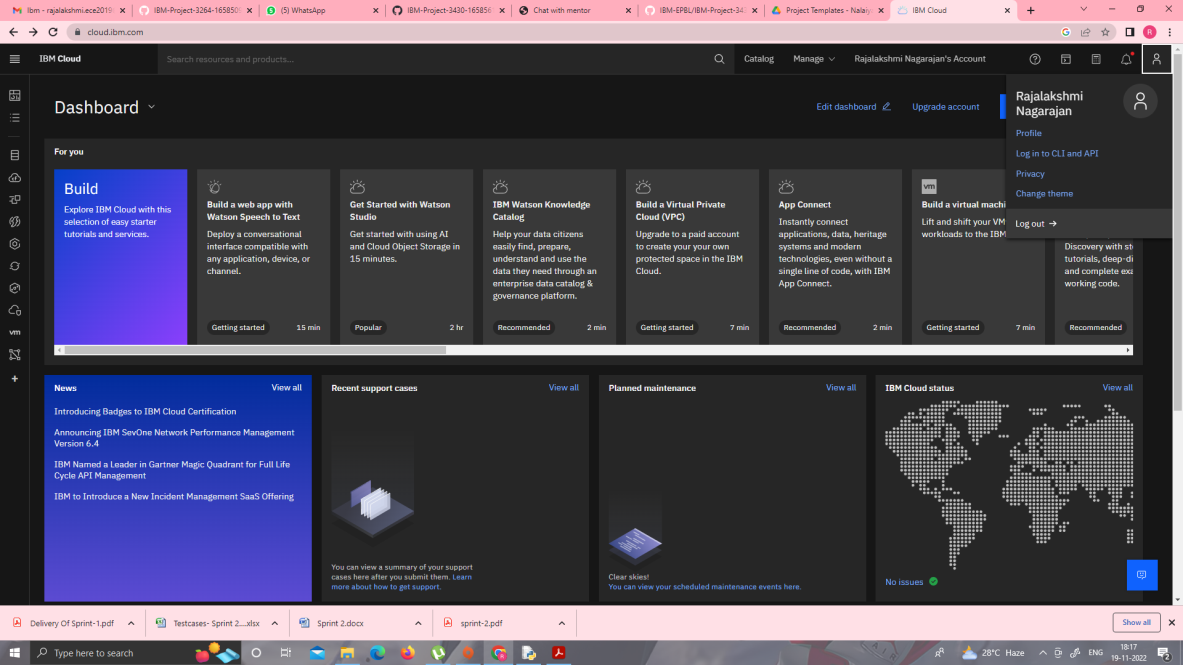 Ibm - rajalakshmi.ece2019
IBM-Project-3264-1658509
(5) WhatsApp
IBM-Project-3430-165856
Chat with mentor
IBM-EPBL/IBM-Project-343
Project Templates - Nalaiy
IBM Cloud
cloud.ibm.com
R
IBM Cloud
Search resources and products...
Catalog
Manage
Rajalakshmi Nagarajan's Account
Dashboard
Edit dashboard
Upgrade account
Rajalakshmi
Nagarajan
Profile
Log in to CLI and API
Privacy
Change theme
Log out
For you
Build
Explore IBM Cloud with this
selection of easy starter
tutorials and services.
Build a web app with
Watson Speech to Text
Deploy a conversational
interface compatible with
any application, device, or
channel.
Getting started
15 min
Get Started with Watson
Studio
Get started with using AI
and Cloud Object Storage in
15 minutes.
Popular
2 hr
IBM Watson Knowledge
Catalog
Help your data citizens
easily find, prepare,
understand and use the
data they need through an
enterprise data catalog &
governance platform.
Recommended
2 min
Build a Virtual Private
Cloud (VPC)
Upgrade to a paid account
to create your your own
protected space in the IBM
Cloud.
Getting started
7 min
App Connect
Instantly connect
applications, data, heritage
systems and modern
technologies, even without a
single line of code, with IBM
App Connect.
Recommended
2 min
vm
Build a virtual machi
Lift and shift your VM
workloads to the IBM
Getting started
7 min
Discovery with st
tutorials, deep-di
and complete exa
working code.
Recommended
vm
News
View all
Introducing Badges to IBM Cloud Certification
Announcing IBM SevOne Network Performance Management
Version 6.4
IBM Named a Leader in Gartner Magic Quadrant for Full Life
Cycle API Management
IBM to Introduce a New Incident Management SaaS Offering
Recent support cases
View all
You can view a summary of your support
cases here after you submit them. Learn
more about how to get support.
Planned maintenance
View all
Clear skies!
You can view your scheduled maintenance events here.
IBM Cloud status
View all
No issues
Delivery Of Sprint-1.pdf
Testcases- Sprint 2....xlsx
Sprint 2.docx
sprint-2.pdf
Show all
Type here to search
28°C Haze
ENG
18:17
19-11-2022
2